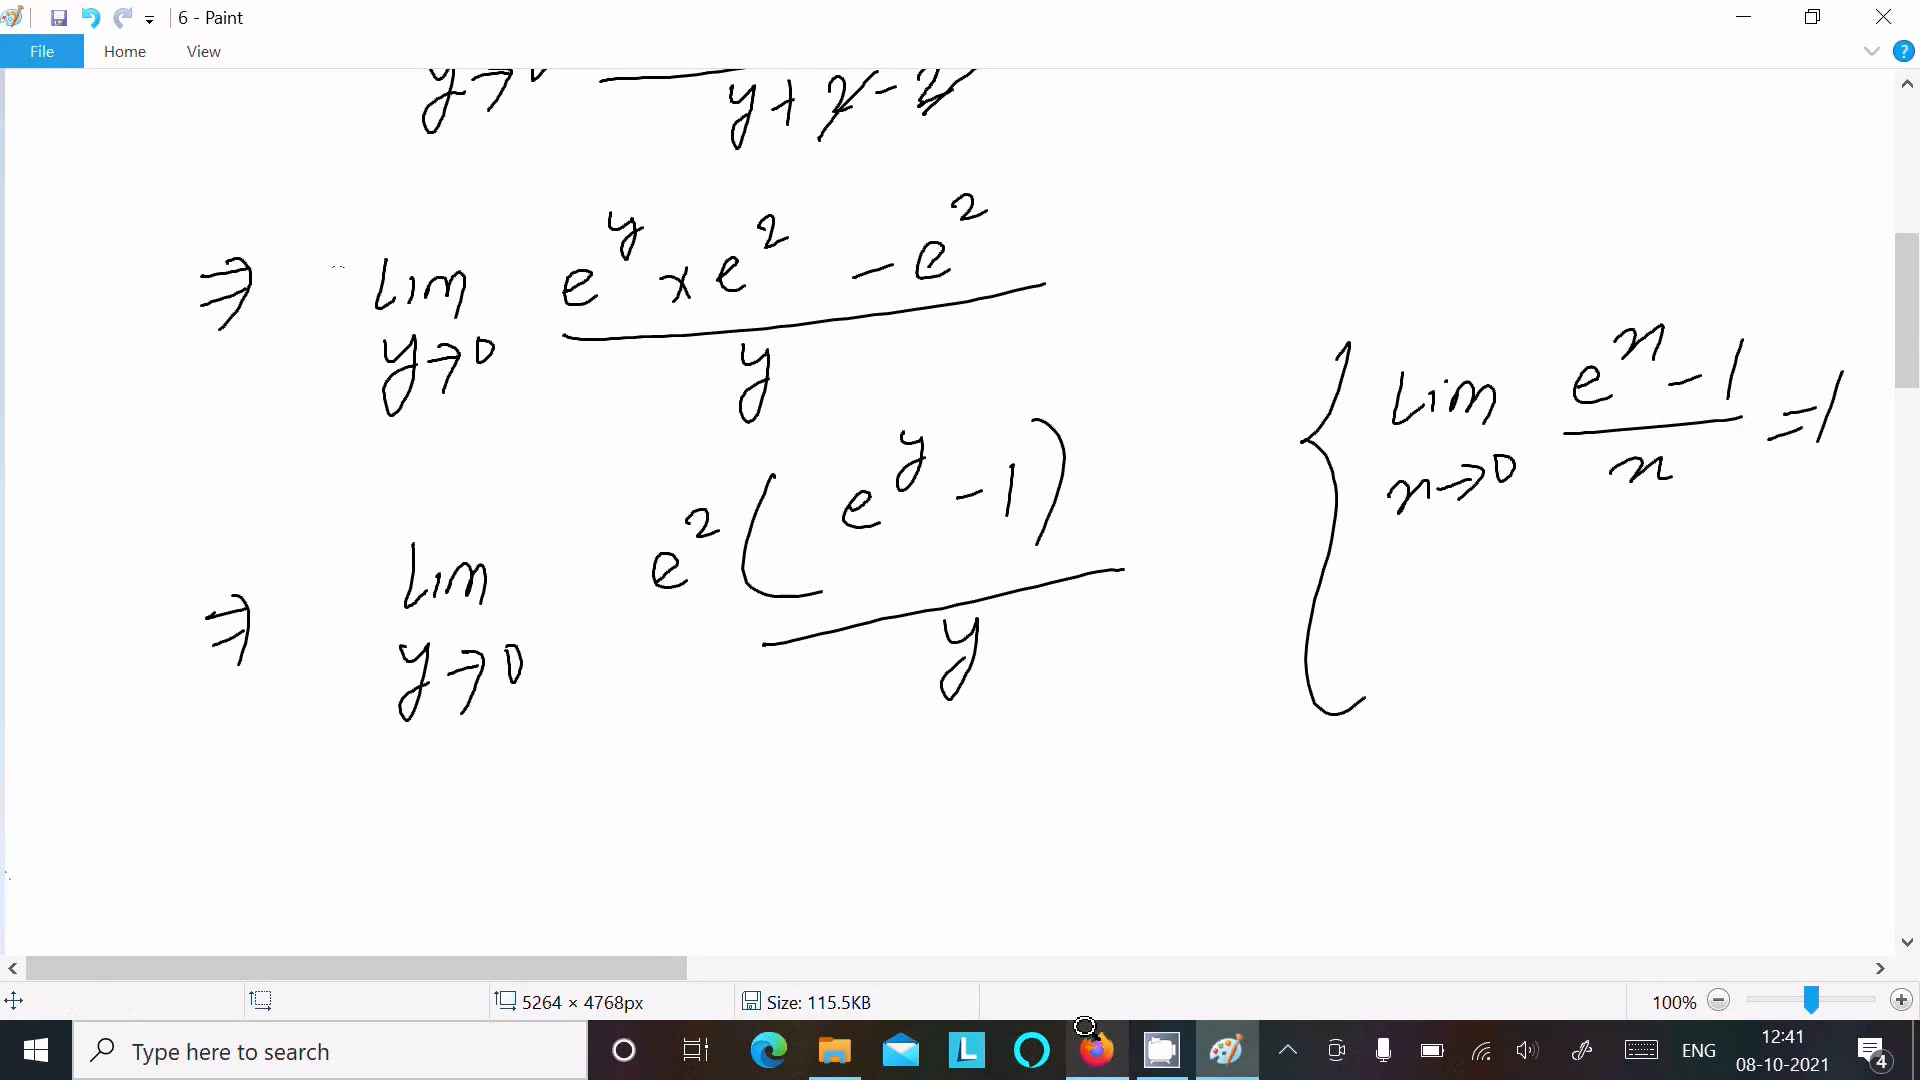 6 - Paint
File Home View
y→0 y+2-2
⇒ lim e^y × e^2 - e^2
y→0 y
lim e^x - 1 = 1
x→0 x
⇒ lim e^2 ( e^y - 1 )
y→0 y
5264 × 4768px Size: 115.5KB 100%
Type here to search L ENG 12:41
08-10-2021 4